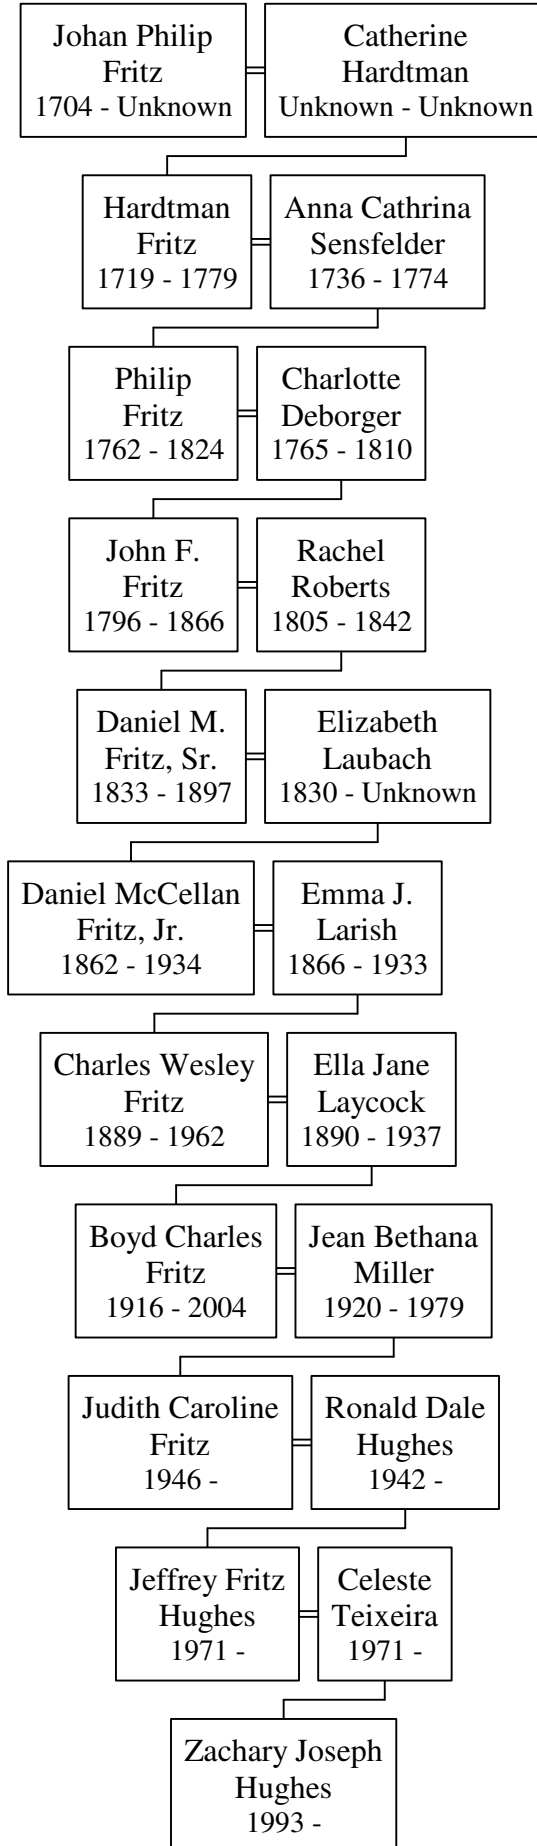 Johan Philip
Fritz
1704 - Unknown
Catherine
Hardtman
Unknown - Unknown
Hardtman
Fritz
1719 - 1779
Anna Cathrina
Sensfelder
1736 - 1774
Philip
Fritz
1762 - 1824
Charlotte
Deborger
1765 - 1810
John F.
Fritz
1796 - 1866
Rachel
Roberts
1805 - 1842
Daniel M.
Fritz, Sr.
1833 - 1897
Elizabeth
Laubach
1830 - Unknown
Daniel McCellan
Fritz, Jr.
1862 - 1934
Emma J.
Larish
1866 - 1933
Charles Wesley
Fritz
1889 - 1962
Ella Jane
Laycock
1890 - 1937
Boyd Charles
Fritz
1916 - 2004
Jean Bethana
Miller
1920 - 1979
Judith Caroline
Fritz
1946 -
Ronald Dale
Hughes
1942 -
Jeffrey Fritz
Hughes
1971 -
Celeste
Teixeira
1971 -
Zachary Joseph
Hughes
1993 -